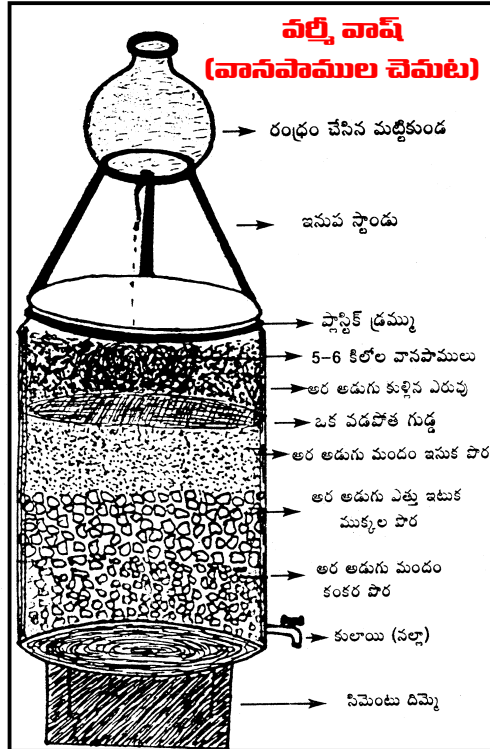 వర్మీ వాష్
(వానపాముల చెమట)
రంధ్రం చేసిన మట్టికుండ
ఇనుప స్టాండు
ప్లాస్టిక్ డ్రమ్ము
5-6 కిలోల వానపాములు
అర అడుగు కుళ్లిన ఎరువు
ఒక వడపోత గుడ్డ
అర అడుగు మందం ఇసుక పొర
అర అడుగు ఎత్తు ఇటుక
ముక్కల పొర
అర అడుగు మందం
కంకర పొర
కులాయి (నల్లా)
సిమెంటు దిమ్మె